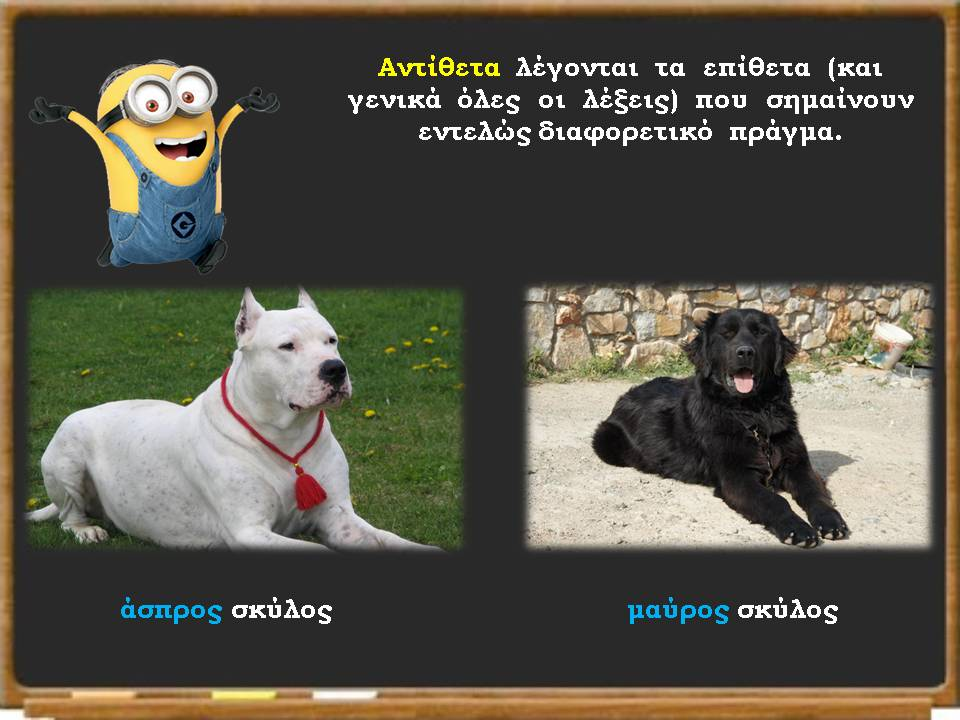 Αντίθετα λέγονται τα επίθετα (και
γενικά όλες οι λέξεις) που σημαίνουν
εντελώς διαφορετικό πράγμα.
άσπρος σκύλος
μαύρος σκύλος